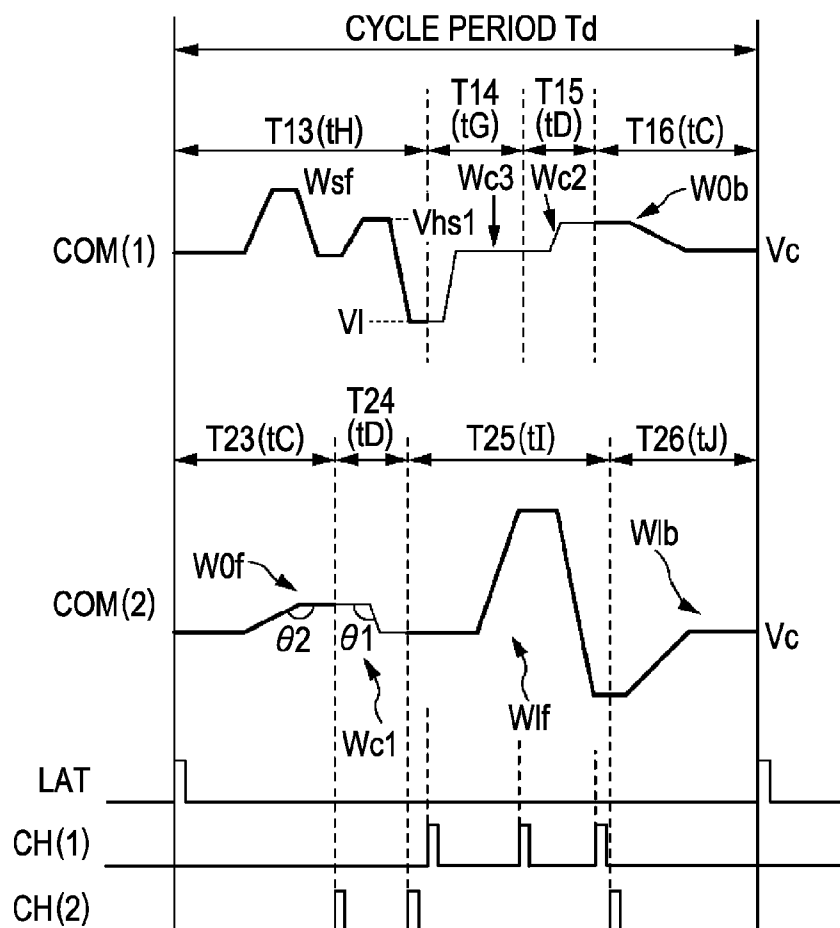 CYCLE PERIOD Td
T13(tH)
T14
(tG)
T15
(tD)
T16(tC)
Wsf
Wc3
Wc2
W0b
Vhs1
COM(1)
Vc
Vl
T23(tC)
T24
(tD)
T25(tI)
T26(tJ)
W0f
Wlb
COM(2)
θ2
θ1
Vc
Wc1
Wlf
LAT
CH(1)
CH(2)